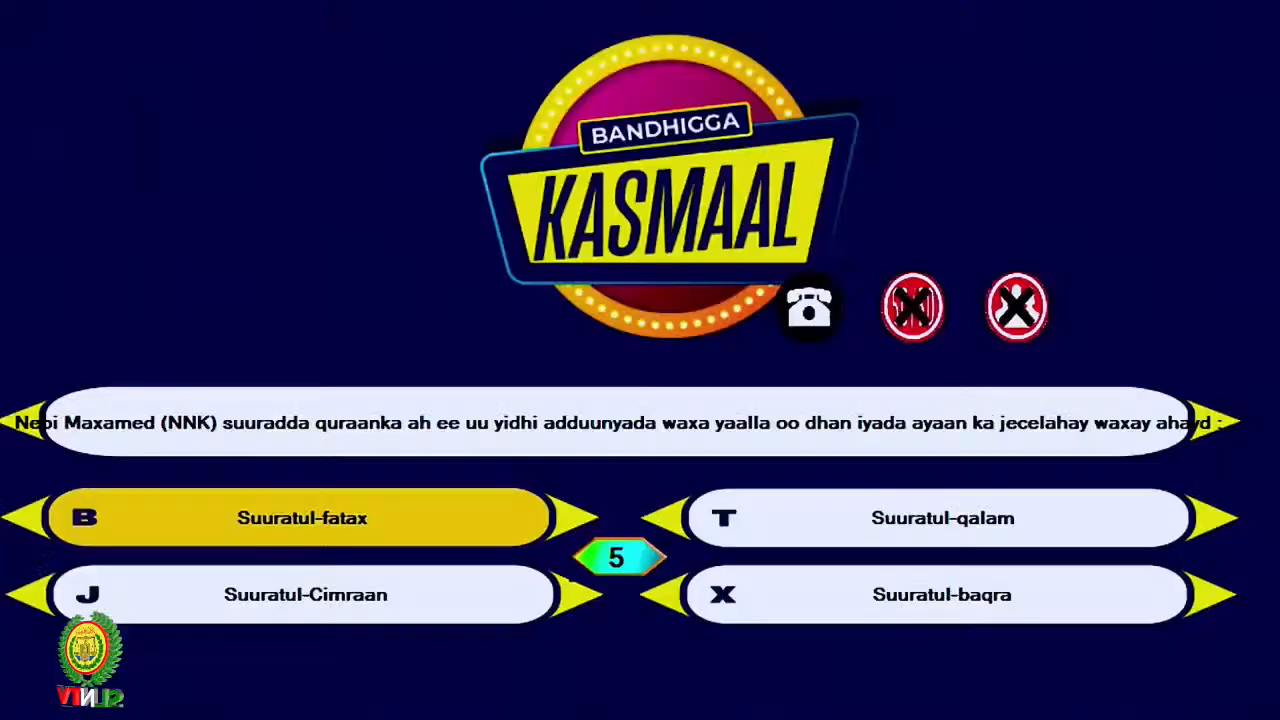 BANDHIGGA
KASMAAL
Nebi Maxamed (NNK) suuradda quraanka ah ee uu yidhi adduunyada waxa yaalla oo dhan iyada ayaan ka jecelahay waxay ahayd :
B Suuratul-fatax
T Suuratul-qalam
5
J Suuratul-Cimraan
X Suuratul-baqra
SLNTV